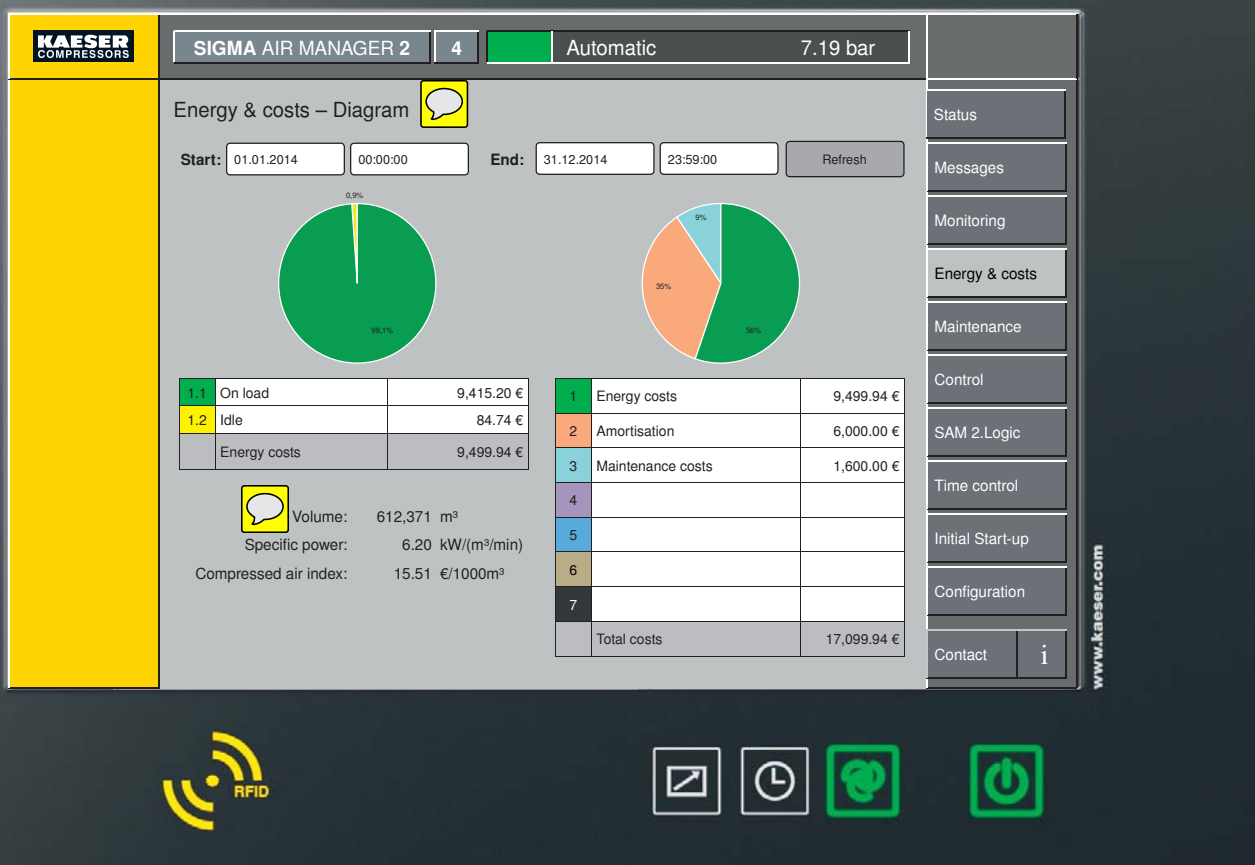 KAESER
COMPRESSORS
SIGMA AIR MANAGER 2
4
Automatic
7.19 bar
Energy & costs – Diagram
Start: 01.01.2014 00:00:00 End: 31.12.2014 23:59:00 Refresh
0,9%
99,1%
9%
35%
56%
1.1 On load 9,415.20 €
1.2 Idle 84.74 €
Energy costs 9,499.94 €
Volume: 612,371 m³
Specific power: 6.20 kW/(m³/min)
Compressed air index: 15.51 €/1000m³
1 Energy costs 9,499.94 €
2 Amortisation 6,000.00 €
3 Maintenance costs 1,600.00 €
4
5
6
7
Total costs 17,099.94 €
Status
Messages
Monitoring
Energy & costs
Maintenance
Control
SAM 2.Logic
Time control
Initial Start-up
Configuration
Contact i
www.kaeser.com
RFID